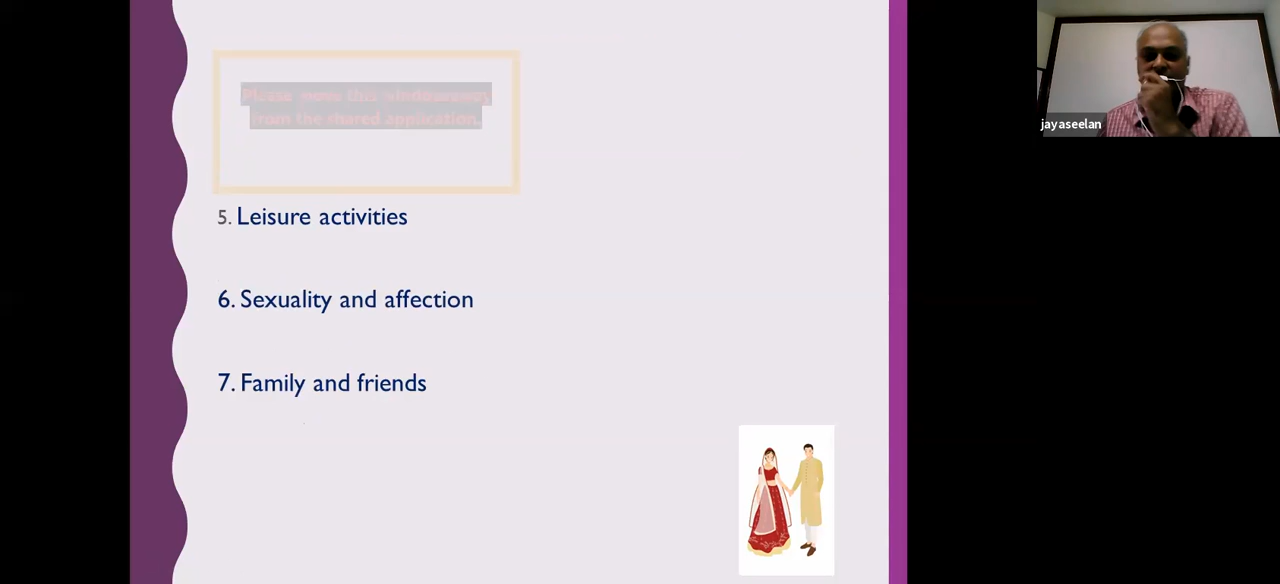 Please move this window away
from the shared application.
5. Leisure activities
6. Sexuality and affection
7. Family and friends
jayaseelan